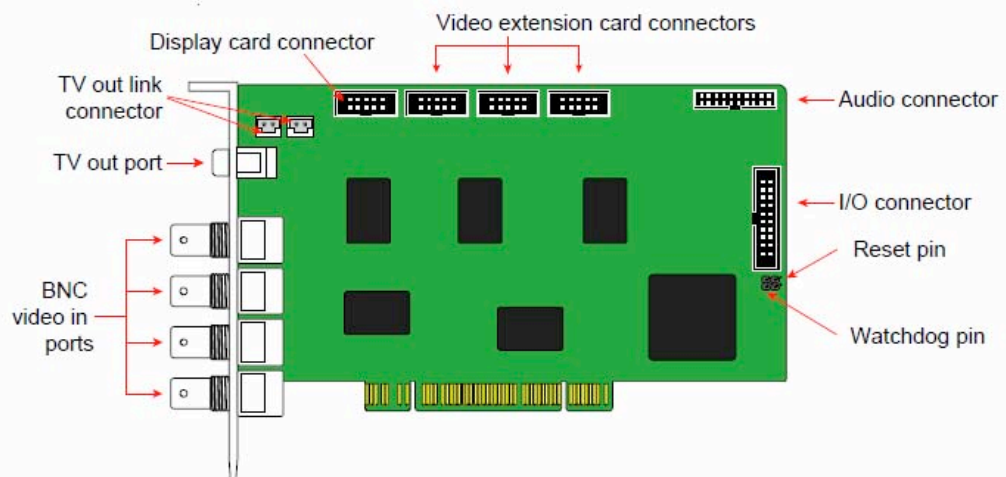 Video extension card connectors
Display card connector
TV out link
connector
Audio connector
TV out port
I/O connector
Reset pin
BNC
video in
ports
Watchdog pin